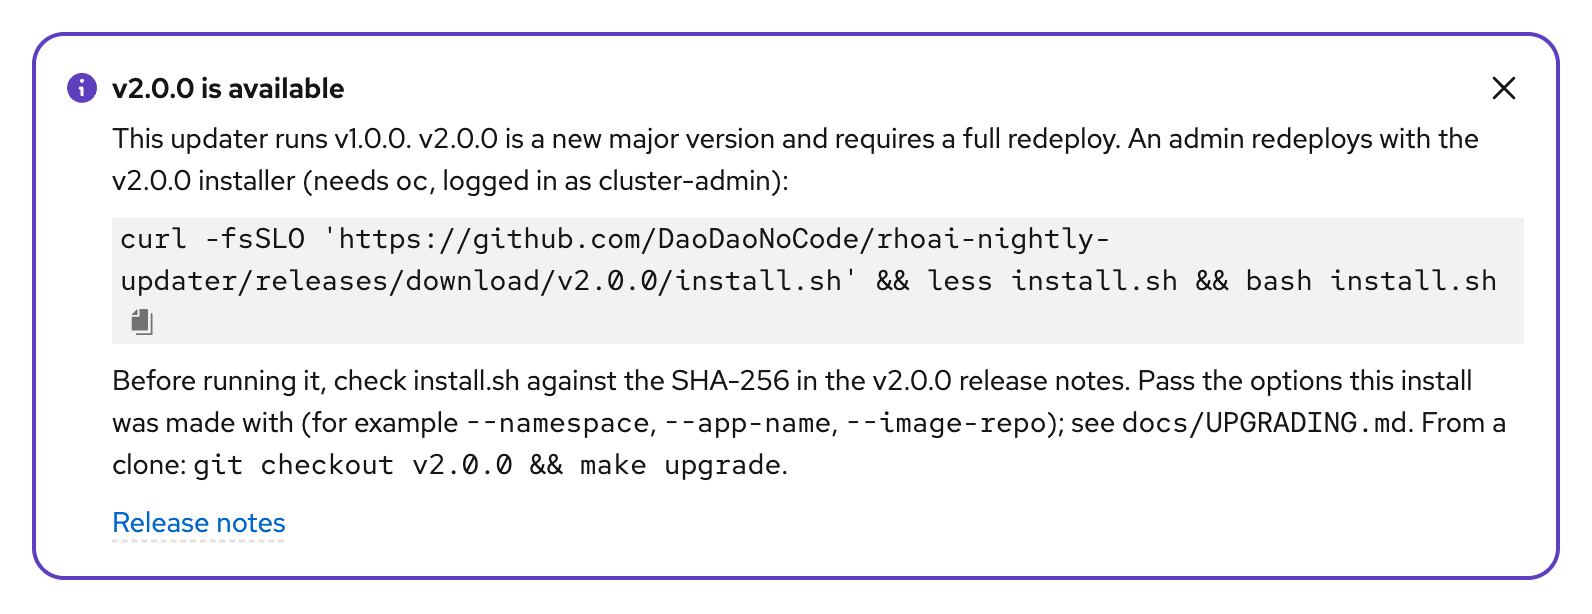 v2.0.0 is available
This updater runs v1.0.0. v2.0.0 is a new major version and requires a full redeploy. An admin redeploys with the
v2.0.0 installer (needs oc, logged in as cluster-admin):
curl -fsSLO 'https://github.com/DaoDaoNoCode/rhoai-nightly-
updater/releases/download/v2.0.0/install.sh' && less install.sh && bash install.sh
Before running it, check install.sh against the SHA-256 in the v2.0.0 release notes. Pass the options this install
was made with (for example --namespace, --app-name, --image-repo); see docs/UPGRADING.md. From a
clone: git checkout v2.0.0 && make upgrade.
Release notes